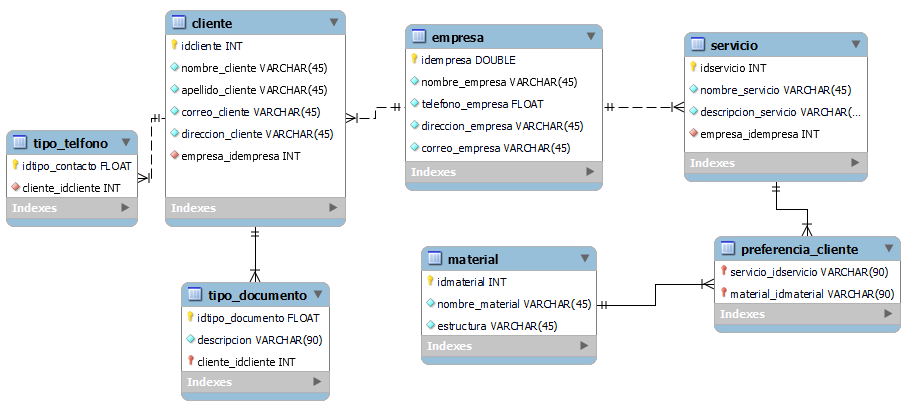 cliente
idcliente INT
nombre_cliente VARCHAR(45)
apellido_cliente VARCHAR(45)
correo_cliente VARCHAR(45)
direccion_cliente VARCHAR(45)
empresa_idempresa INT
Indexes
empresa
idempresa DOUBLE
nombre_empresa VARCHAR(45)
telefono_empresa FLOAT
direccion_empresa VARCHAR(45)
correo_empresa VARCHAR(45)
Indexes
servicio
idservicio INT
nombre_servicio VARCHAR(45)
descripcion_servicio VARCHAR(...
empresa_idempresa INT
Indexes
tipo_telfono
idtipo_contacto FLOAT
cliente_idcliente INT
Indexes
tipo_documento
idtipo_documento FLOAT
descripcion VARCHAR(90)
cliente_idcliente INT
Indexes
material
idmaterial INT
nombre_material VARCHAR(45)
estructura VARCHAR(45)
Indexes
preferencia_cliente
servicio_idservicio VARCHAR(90)
material_idmaterial VARCHAR(90)
Indexes